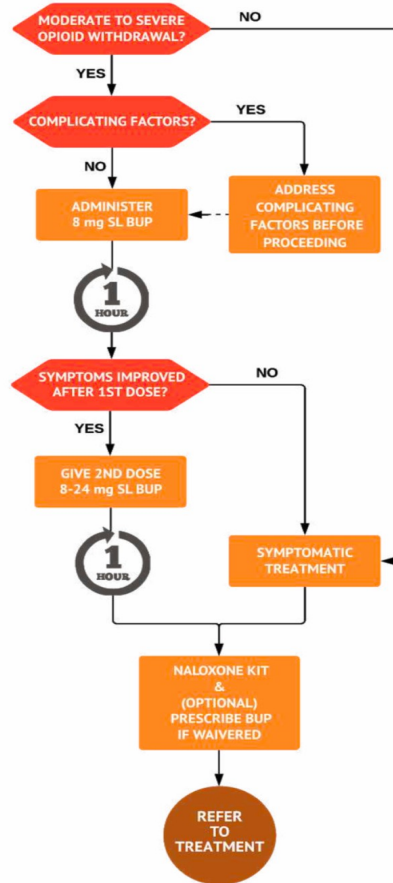 MODERATE TO SEVERE
OPIOID WITHDRAWAL?
NO
YES
COMPLICATING FACTORS?
YES
NO
ADMINISTER
8 mg SL BUP
ADDRESS
COMPLICATING
FACTORS BEFORE
PROCEEDING
1
HOUR
SYMPTOMS IMPROVED
AFTER 1ST DOSE?
NO
YES
GIVE 2ND DOSE
8-24 mg SL BUP
1
HOUR
SYMPTOMATIC
TREATMENT
NALOXONE KIT
&
(OPTIONAL)
PRESCRIBE BUP
IF WAIVERED
REFER
TO
TREATMENT